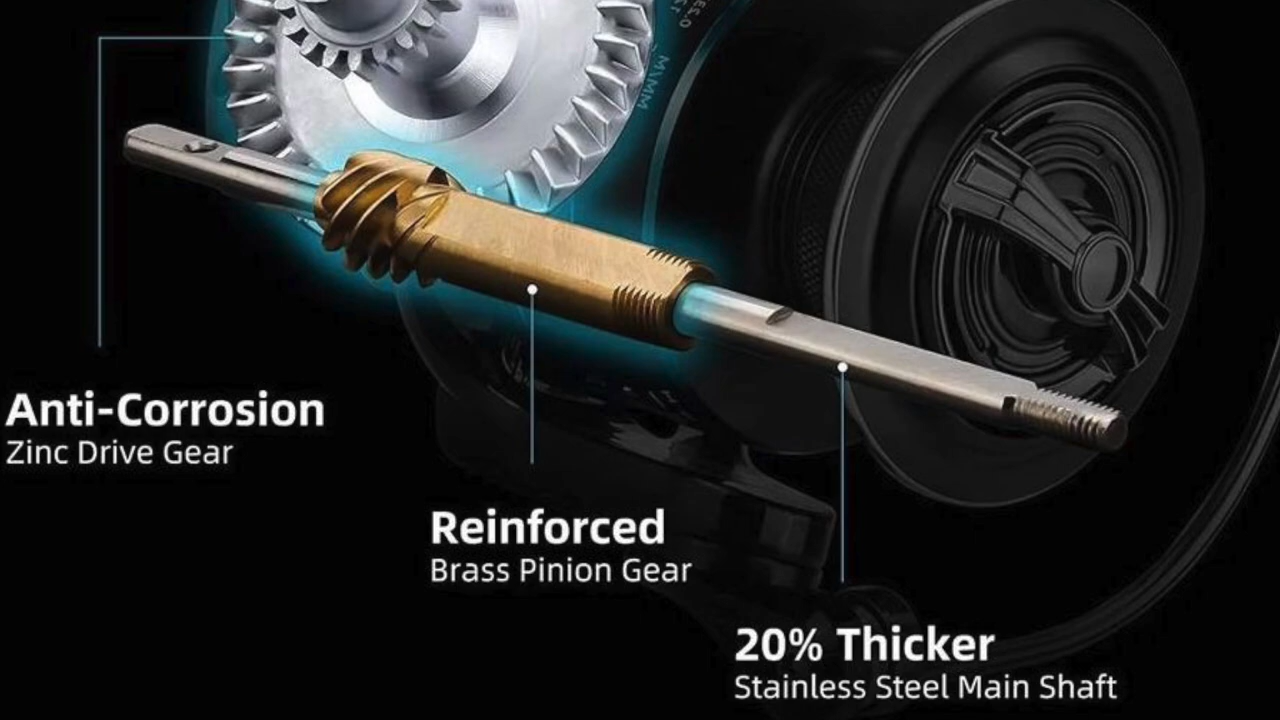 Anti-Corrosion
Zinc Drive Gear
Reinforced
Brass Pinion Gear
20% Thicker
Stainless Steel Main Shaft